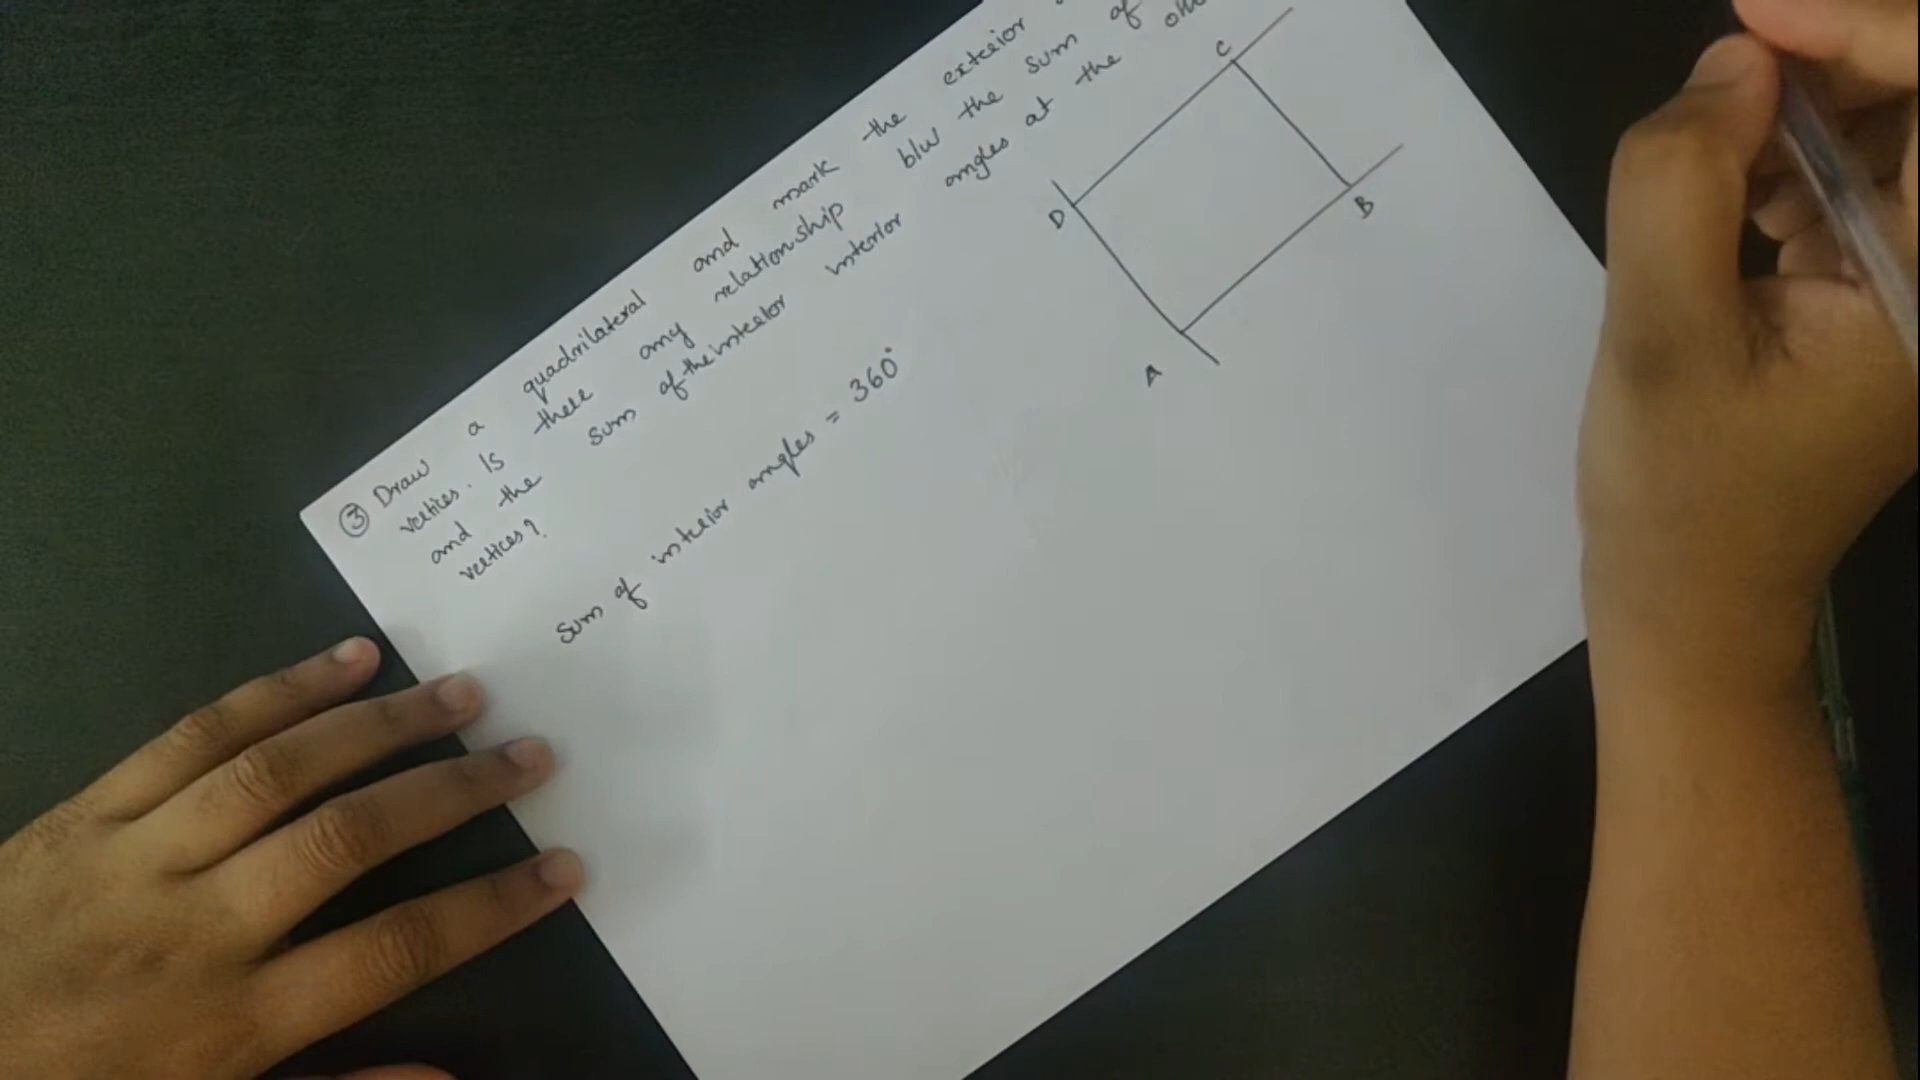 ③ Draw a quadrilateral and mark the exterior
vertices. Is there any relationship b/w the sum of
and the sum of the interior interior angles at the
vertices?
Sum of interior angles = 360°
C
D
B
A